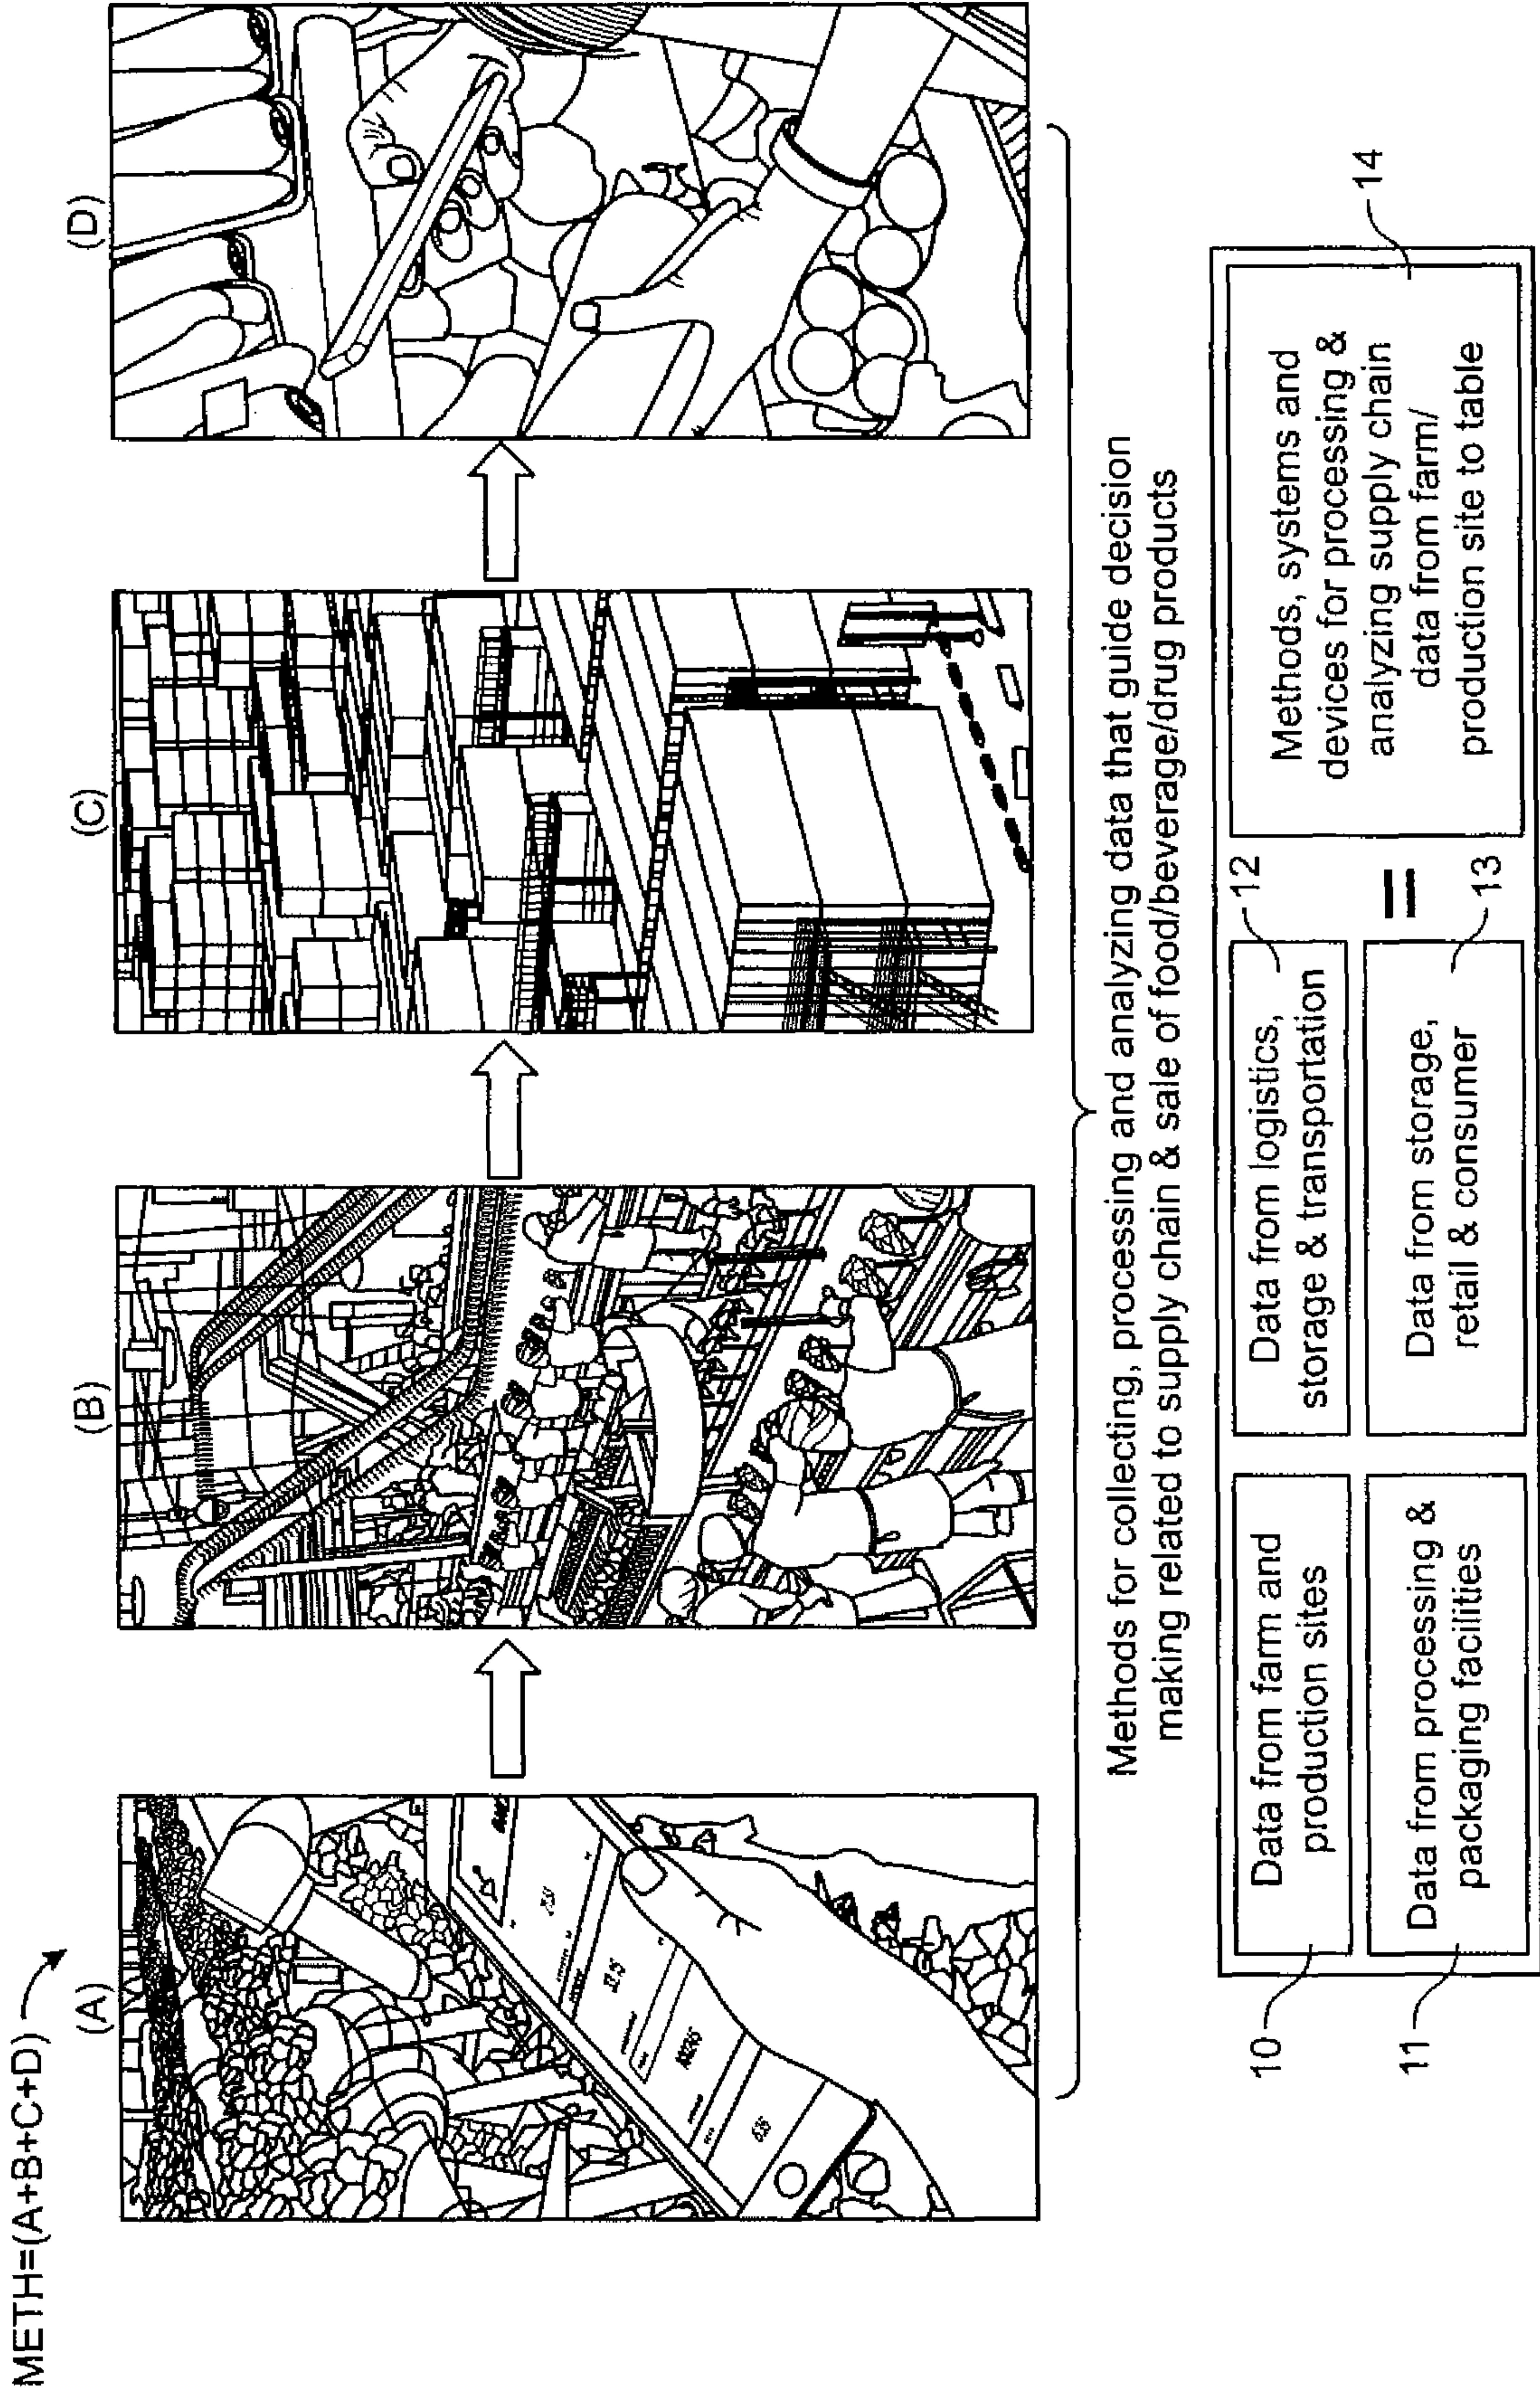 METH=(A+B+C+D)
(A)
(B)
(C)
(D)
Methods for collecting, processing and analyzing data that guide decision
making related to supply chain & sale of food/beverage/drug products
10
Data from farm and
production sites
11
Data from processing &
packaging facilities
Data from logistics,
storage & transportation
12
Data from storage,
retail & consumer
13
=
Methods, systems and
devices for processing &
analyzing supply chain
data from farm/
production site to table
14